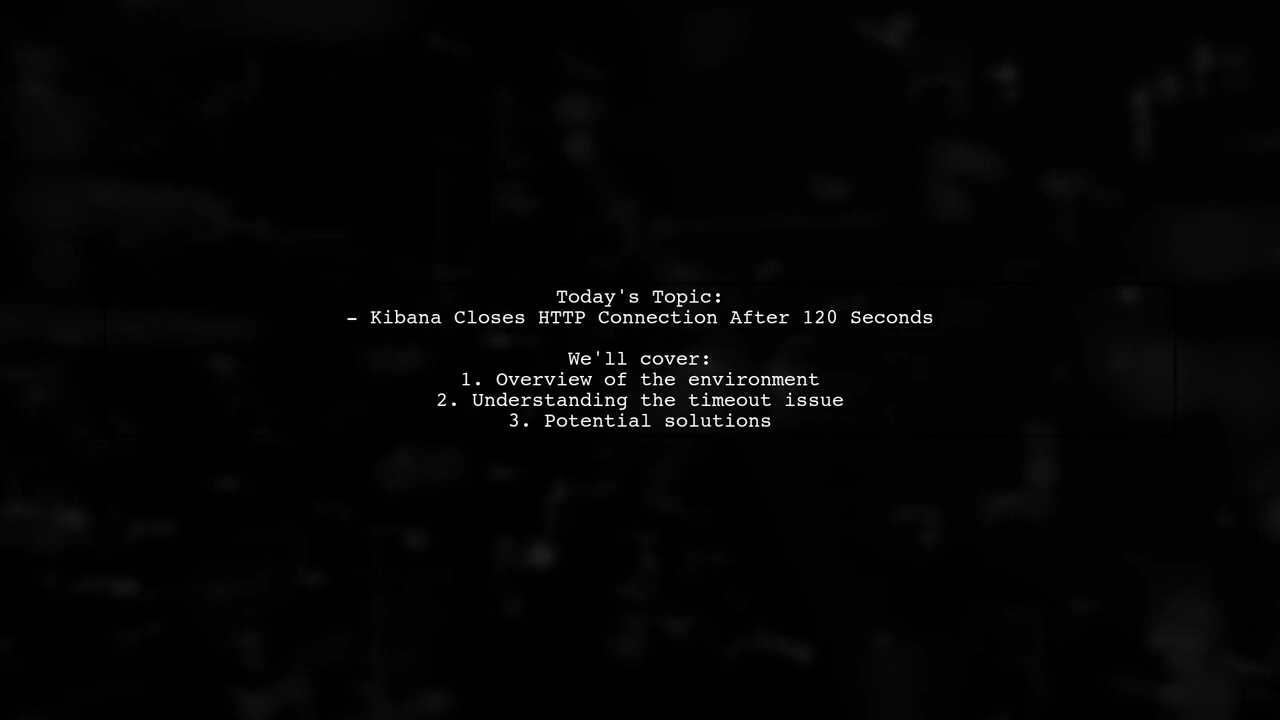 Today's Topic:
- Kibana Closes HTTP Connection After 120 Seconds
We'll cover:
1. Overview of the environment
2. Understanding the timeout issue
3. Potential solutions